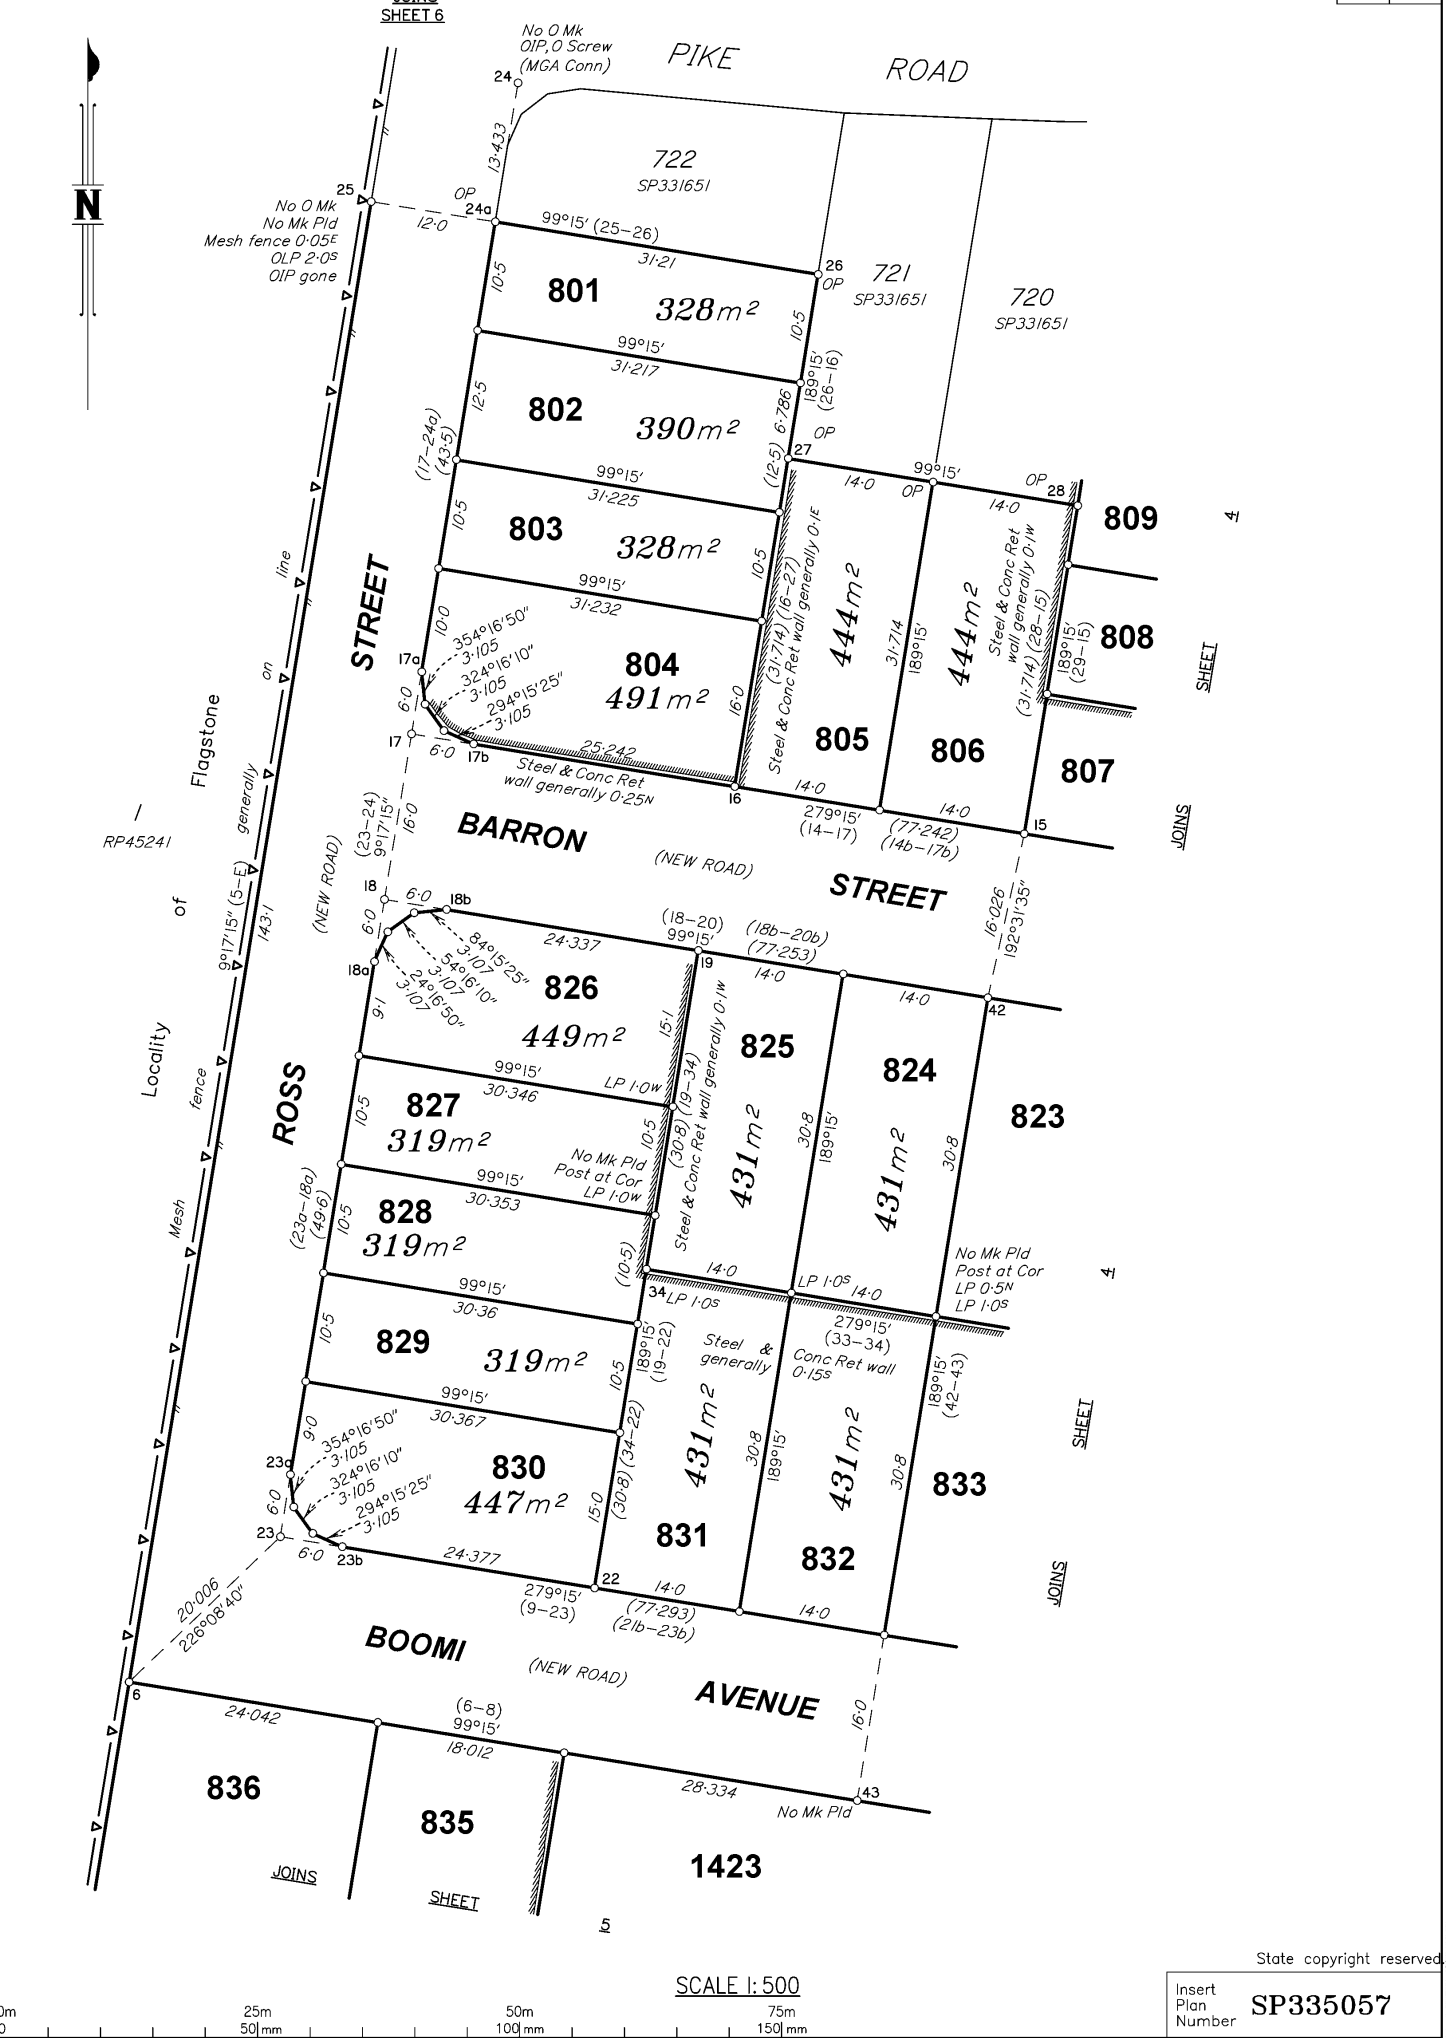 JOINS
SHEET 6
No O Mk
OIP, O Screw
(MGA Conn)
24
PIKE ROAD
13·433
722
SP331651
25
No O Mk
No Mk Pld
Mesh fence 0·05E
OLP 2·0S
OIP gone
OP
24a
12·0
N
99°15' (25-26)
31·21
26
OP
721
SP331651
720
SP331651
10·5
801
328m²
10·5
99°15'
31·217
189°15'
(26-16)
12·5
802
390m²
6·786
(12·5)
OP
27
(17-24a)
(43·5)
99°15'
31·225
14·0
99°15'
OP
14·0
OP
28
809
4
10·5
803
328m²
10·5
99°15'
31·232
(31·714) (16-27)
Steel & Conc Ret wall generally 0·1E
444m²
31·714
189°15'
444m²
Steel & Conc Ret
wall generally 0·1W
(31·714) (28-15)
189°15'
(29-15)
808
SHEET
STREET
10·0
17a
354°16'50"
3·105
324°16'10"
3·105
294°15'25"
3·105
804
491m²
16·0
6·0
17
6·0
17b
25·242
Steel & Conc Ret
wall generally 0·25N
16
805
806
807
14·0
279°15'
(14-17)
14·0
(77·242)
(14b-17b)
15
JOINS
Locality of Flagstone
1
RP45241
Mesh fence generally on line
9°17'15" (5-E)
143·1
(NEW ROAD)
(23-24)
9°17'15"
16·0
BARRON
(NEW ROAD)
STREET
16·026
192°31'35"
18
6·0
18b
6·0
18a
84°15'25"
3·107
54°16'10"
3·107
24°16'50"
3·107
24·337
(18-20)
99°15'
19
(18b-20b)
(77·253)
14·0
14·0
42
826
449m²
9·1
15·1
99°15'
30·346
LP 1·0W
(30·8) (19-34)
Steel & Conc Ret wall generally 0·1W
825
431m²
30·8
189°15'
824
431m²
30·8
823
ROSS
10·5
827
319m²
10·5
No Mk Pld
Post at Cor
LP 1·0W
99°15'
30·353
(23a-18a)
(49·6)
10·5
828
319m²
(10·5)
99°15'
30·36
14·0
34
LP 1·0S
LP 1·0S
14·0
No Mk Pld
Post at Cor
LP 0·5N
LP 1·0S
4
279°15'
(33-34)
10·5
829
319m²
10·5
189°15'
(19-22)
Steel & Conc Ret wall
generally 0·15S
189°15'
(42-43)
99°15'
30·367
9·0
23a
354°16'50"
3·105
324°16'10"
3·105
294°15'25"
3·105
830
447m²
15·0
(30·8) (34-22)
431m²
831
30·8
189°15'
431m²
832
30·8
833
SHEET
6·0
23
6·0
23b
24·377
279°15'
(9-23)
22
14·0
(77·293)
(21b-23b)
14·0
JOINS
20·006
226°08'40"
BOOMI
(NEW ROAD)
AVENUE
16·0
6
24·042
(6-8)
99°15'
18·012
28·334
43
No Mk Pld
836
835
1423
JOINS
SHEET
5
State copyright reserved.
SCALE 1:500
Insert
Plan
Number
SP335057
0m 25m 50m 75m
0 50 mm 100 mm 150 mm